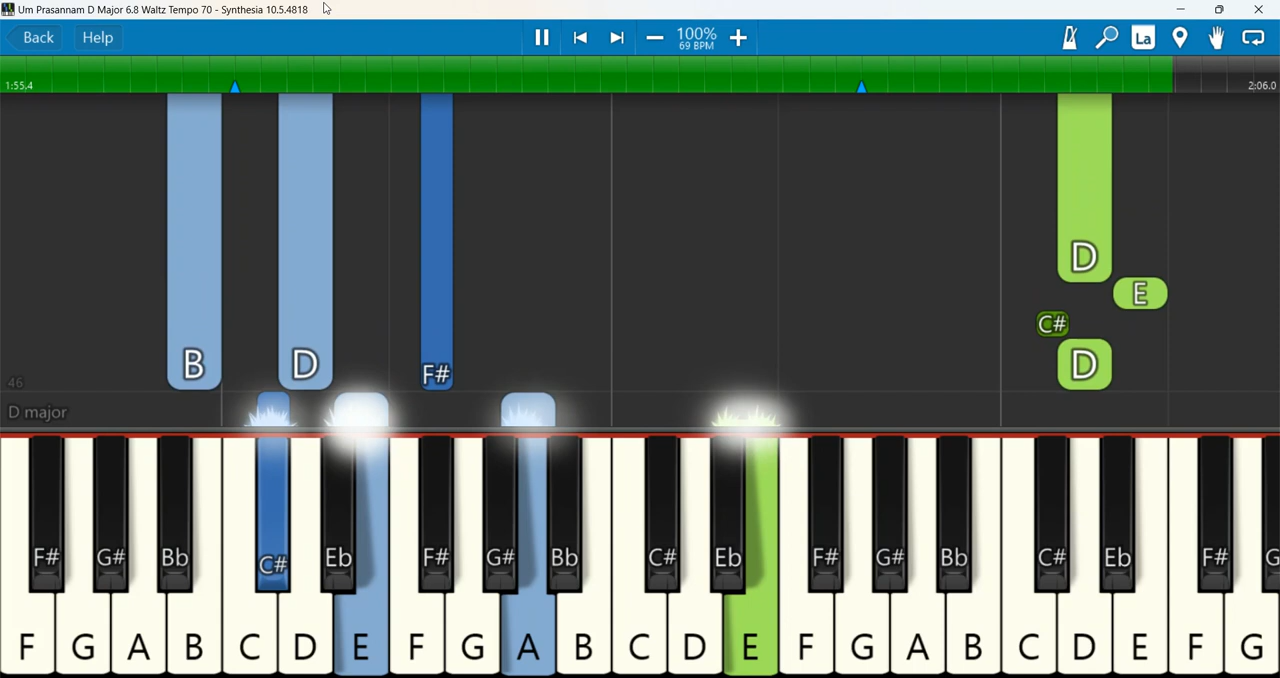 Um Prasannam D Major 6.8 Waltz Tempo 70 - Synthesia 10.5.4818
Back Help 100% La
69 BPM
1:55.4 2:06.0
D
E
C#
B D F# D
46
D major
F# G# Bb C# Eb F# G# Bb C# Eb F# G# Bb C# Eb F# G
F G A B C D E F G A B C D E F G A B C D E F G